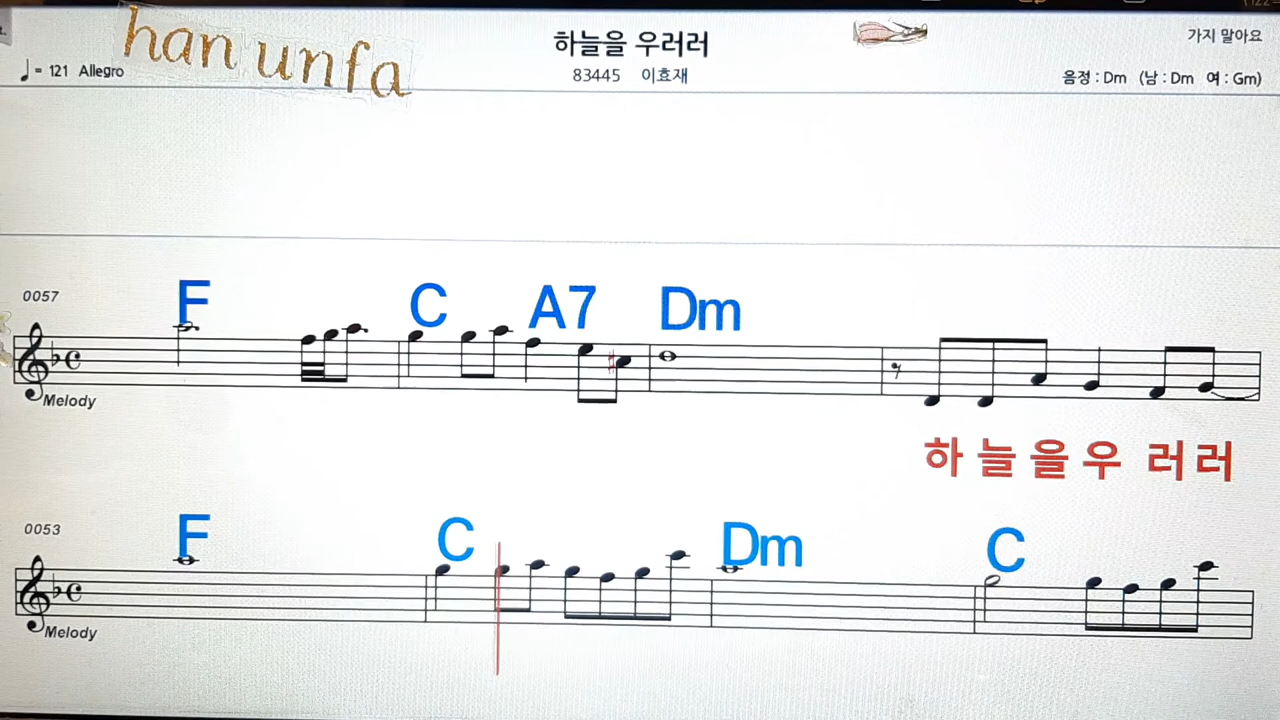 han unfa
하늘을 우러러
가지 말아요
♩= 121 Allegro
83445 이효재
음정 : Dm (남 : Dm 여 : Gm)
0057
F C A7 Dm
Melody
하늘을우 러러
0053
F C Dm C
Melody